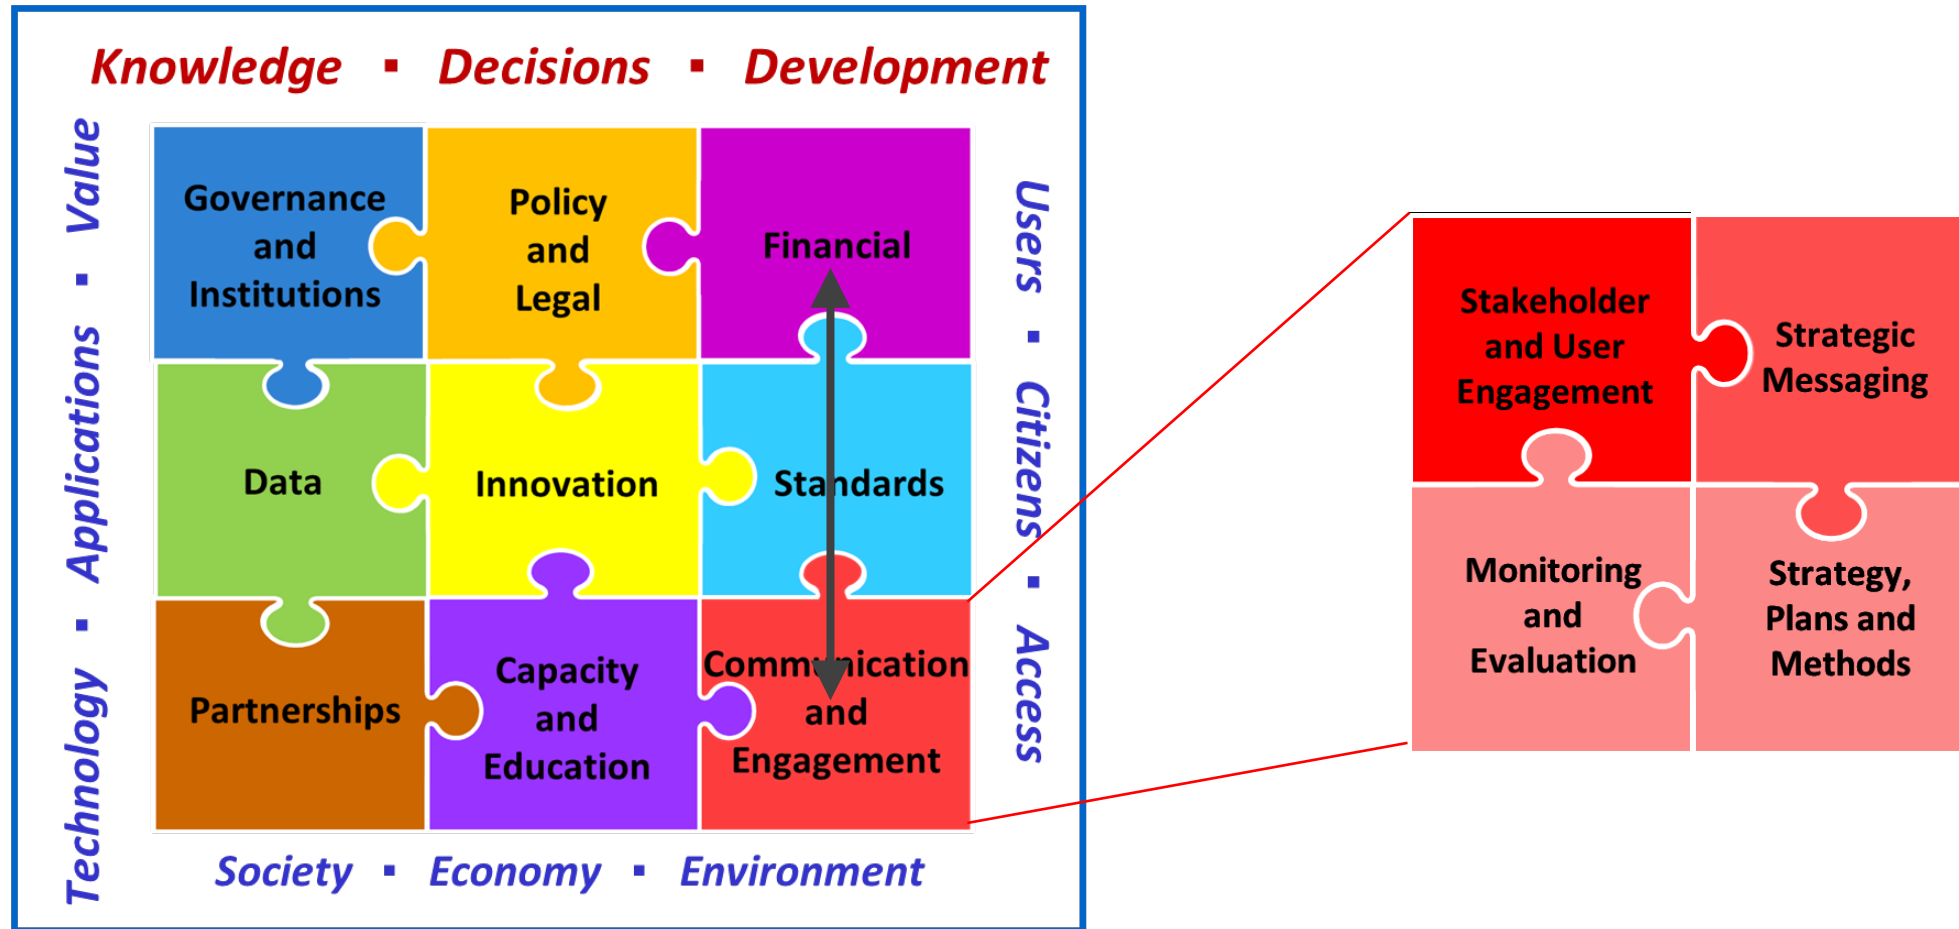 Knowledge ▪ Decisions ▪ Development
Technology ▪ Applications ▪ Value
Governance
and
Institutions
Policy
and
Legal
Financial
Data
Innovation
Standards
Partnerships
Capacity
and
Education
Communication
and
Engagement
Users ▪ Citizens ▪ Access
Society ▪ Economy ▪ Environment
Stakeholder
and User
Engagement
Strategic
Messaging
Monitoring
and
Evaluation
Strategy,
Plans and
Methods